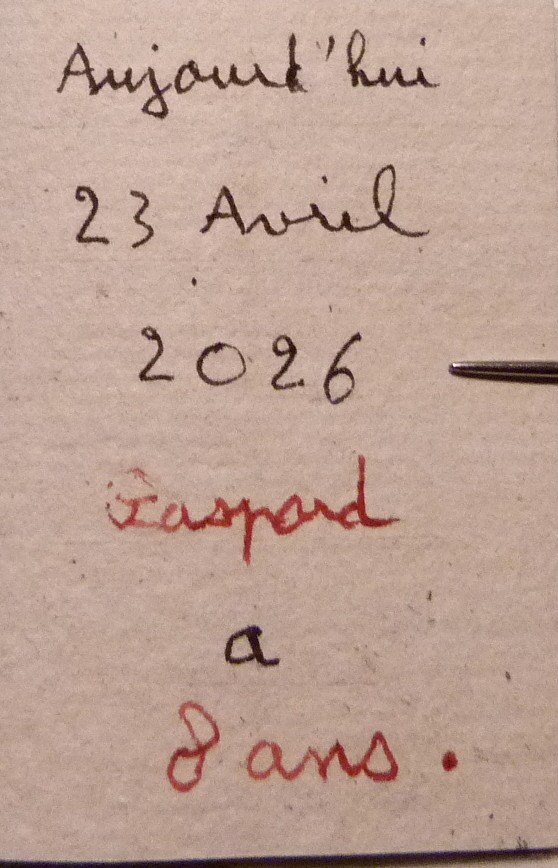 Aujourd'hui
23 Avril
2026
Gaspard
a
8 ans.